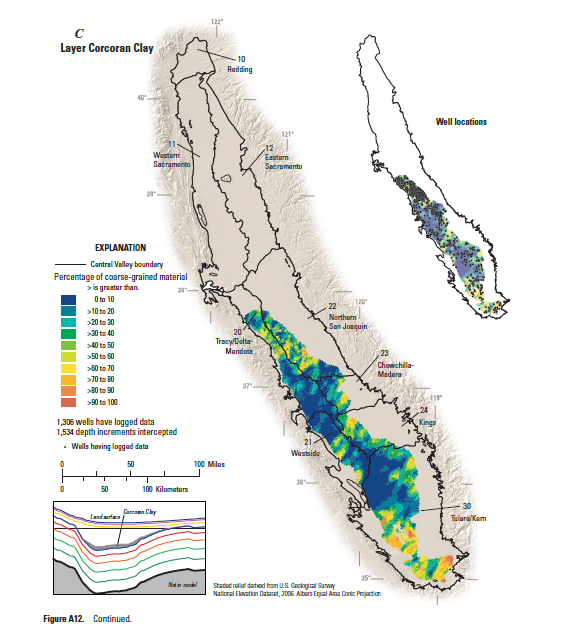 C
Layer Corcoran Clay
122°
10
Redding
40°
121°
11
Western
Sacramento
12
Eastern
Sacramento
39°
Well locations
EXPLANATION
Central Valley boundary
Percentage of coarse-grained material
> is greater than.
0 to 10
>10 to 20
>20 to 30
>30 to 40
>40 to 50
>50 to 60
>60 to 70
>70 to 80
>80 to 90
>90 to 100
38°
120°
22
Northern
San Joaquin
20
Tracy/Delta-
Mendota
23
Chowchilla-
Madera
37°
119°
24
Kings
21
Westside
36°
30
Tulare/Kern
35°
1,306 wells have logged data
1,534 depth increments intercepted
• Wells having logged data
0 50 100 Miles
0 50 100 Kilometers
Land surface
Corcoran Clay
Not in model
Shaded relief derived from U.S. Geological Survey
National Elevation Dataset, 2006. Albers Equal Area Conic Projection
Figure A12. Continued.